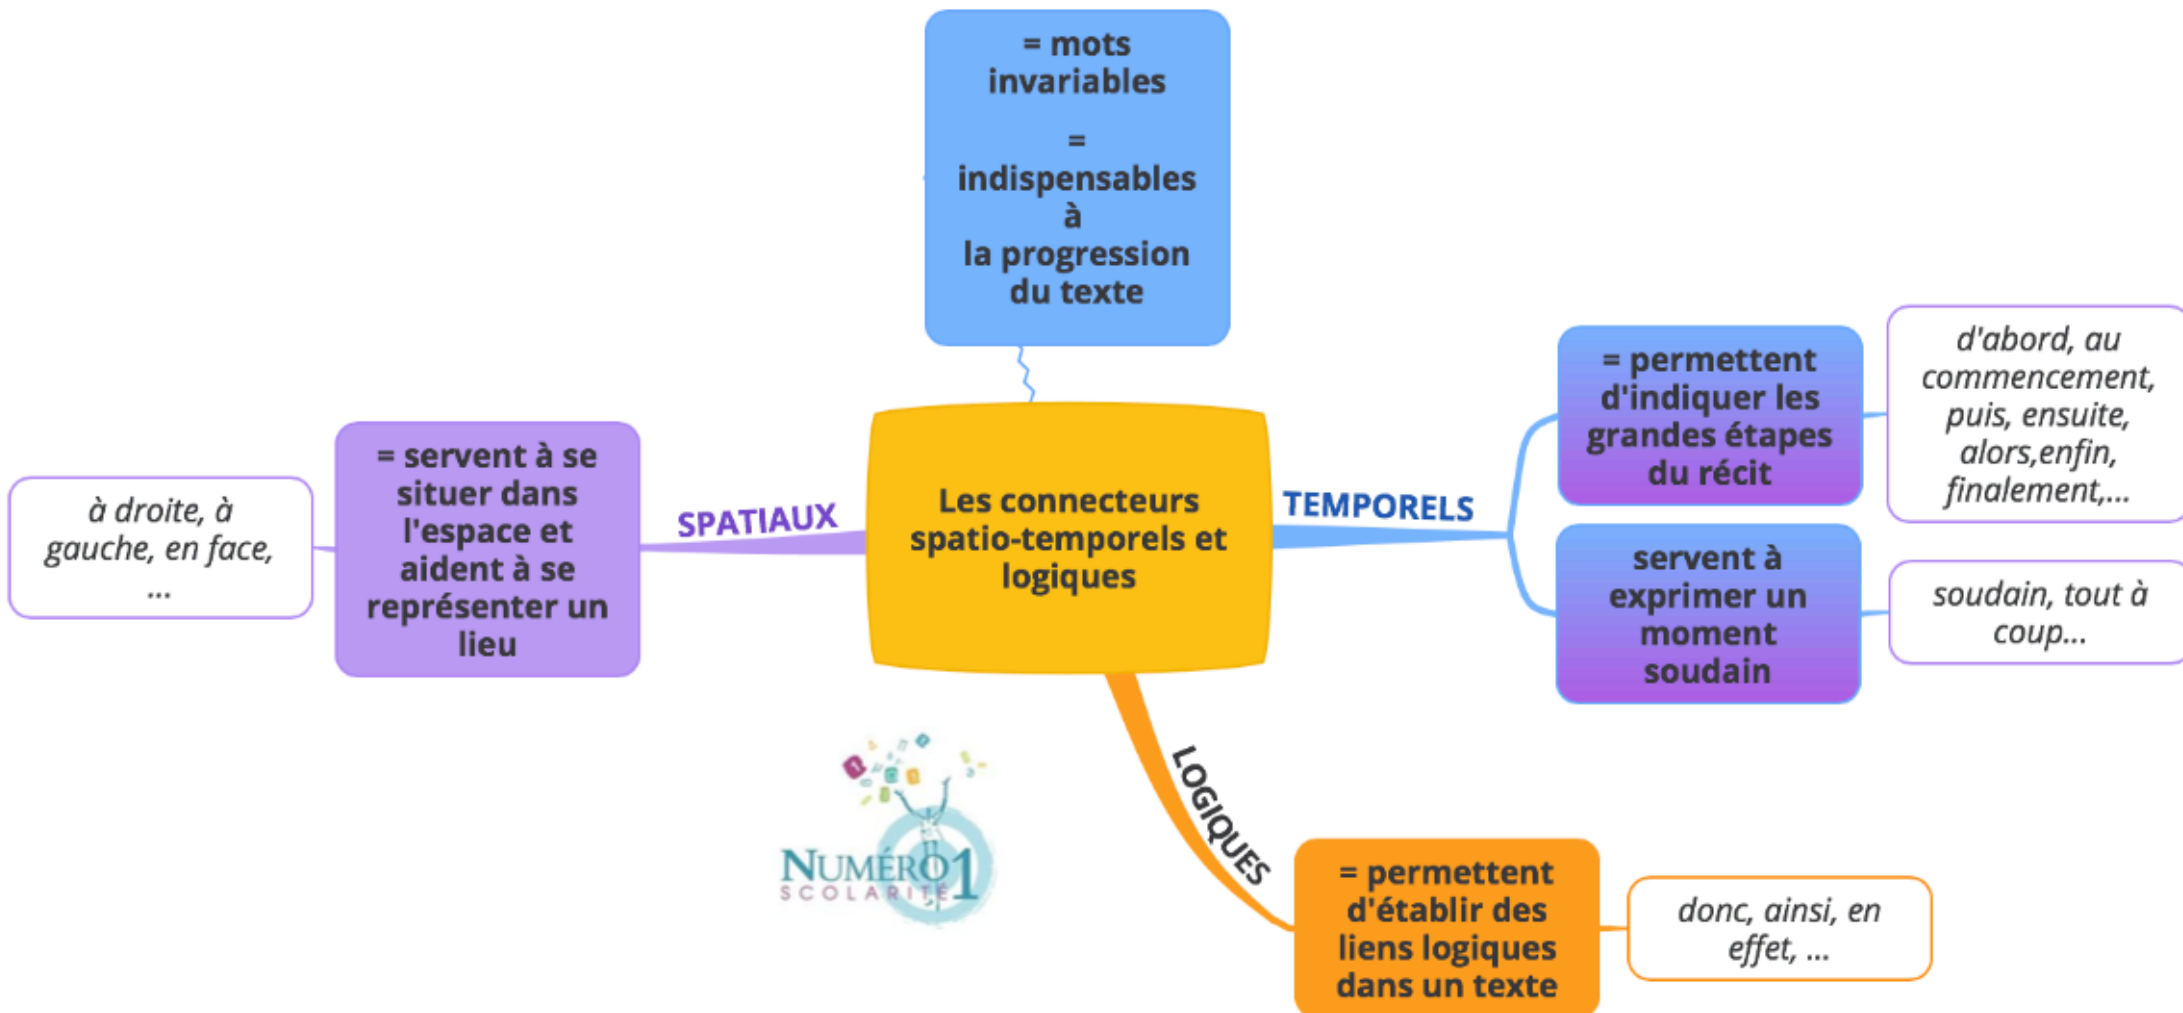 = mots
invariables
=
indispensables
à
la progression
du texte
Les connecteurs
spatio-temporels et
logiques
SPATIAUX
= servent à se
situer dans
l'espace et
aident à se
représenter un
lieu
à droite, à
gauche, en face,
...
TEMPORELS
= permettent
d'indiquer les
grandes étapes
du récit
d'abord, au
commencement,
puis, ensuite,
alors,enfin,
finalement,...
servent à
exprimer un
moment
soudain
soudain, tout à
coup...
LOGIQUES
= permettent
d'établir des
liens logiques
dans un texte
donc, ainsi, en
effet, ...
NUMÉRO1
SCOLARITÉ